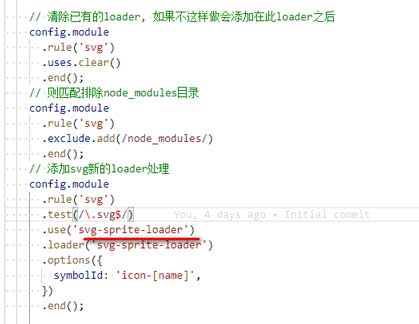 // 清除已有的loader, 如果不这样做会添加在此loader之后
config.module
.rule('svg')
.uses.clear()
.end();
// 则匹配排除node_modules目录
config.module
.rule('svg')
.exclude.add(/node_modules/)
.end();
// 添加svg新的loader处理
config.module
.rule('svg')
.test(/\.svg$/) You, 4 days ago • Initial commit
.use('svg-sprite-loader')
.loader('svg-sprite-loader')
.options({
symbolId: 'icon-[name]',
})
.end();